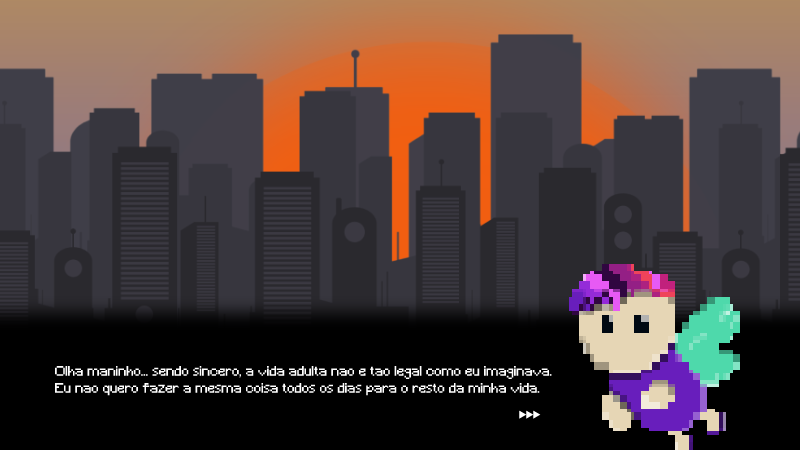 Olha maninho... sendo sincero, a vida adulta nao e tao legal como eu imaginava.
Eu nao quero fazer a mesma coisa todos os dias para o resto da minha vida.